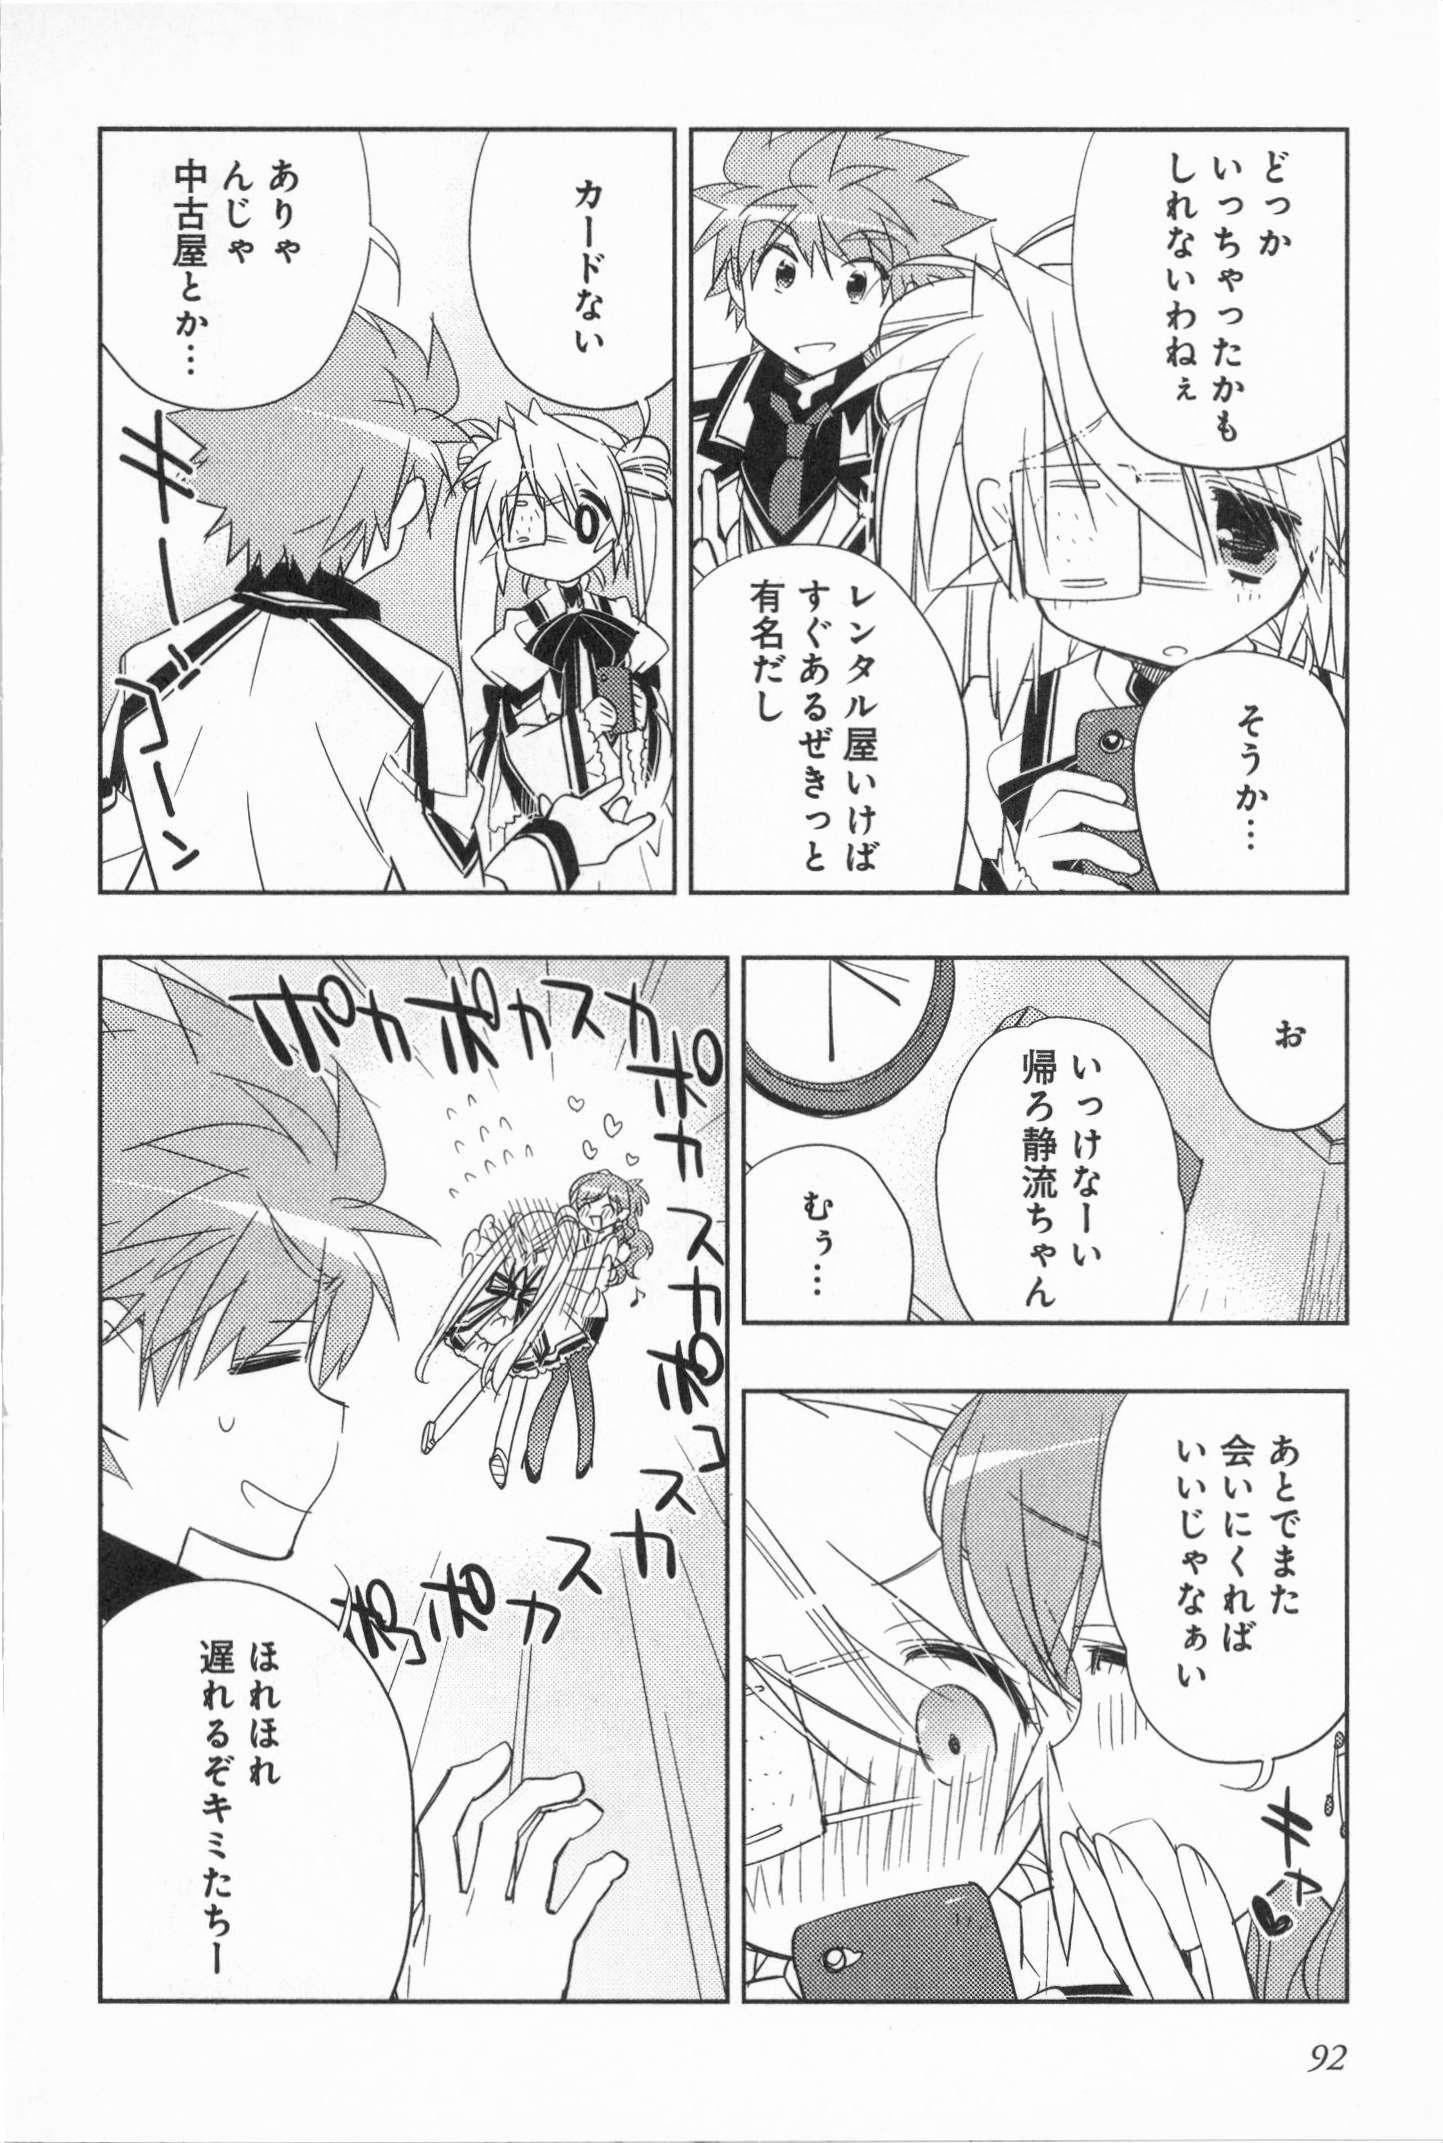 どっか
いっちゃったかも
しれないわねぇ
そうか…
レンタル屋いけば
すぐあるぜきっと
有名だし
カードない
ありゃ
んじゃ
中古屋とか…
キーンコーン
お
いっけなーい
帰ろ静流ちゃん
むぅ…
あとでまた
会いにくれば
いいじゃなぁい
キャ
ポカポカスカポカスカポコスカスカポコ
ほれほれ
遅れるぞキミたちー
92